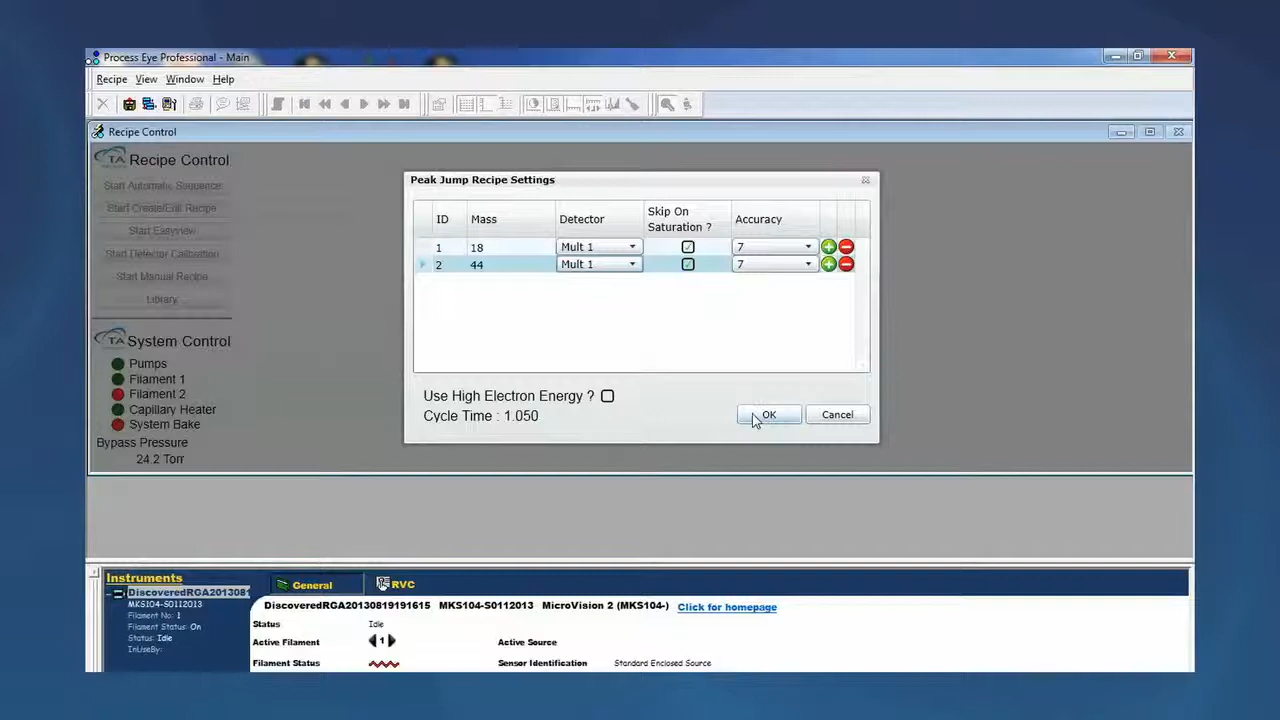 Process Eye Professional - Main
Recipe View Window Help
Recipe Control
TA Recipe Control
Start Automatic Sequence
Start Create/Edit Recipe
Start Easyview
Start Detector Calibration
Start Manual Recipe
Library
TA System Control
Pumps
Filament 1
Filament 2
Capillary Heater
System Bake
Bypass Pressure
24.2 Torr
Peak Jump Recipe Settings
ID Mass Detector Skip On Saturation ? Accuracy
1 18 Mult 1 7
2 44 Mult 1 7
Use High Electron Energy ?
Cycle Time : 1.050
OK Cancel
Instruments
DiscoveredRGA2013081
MKS104-S0112013
Filament No: 1
Filament Status: On
Status: Idle
InUseBy:
General RVC
DiscoveredRGA20130819191615 MKS104-S0112013 MicroVision 2 (MKS104-) Click for homepage
Status Idle
Active Filament 1 Active Source
Filament Status Sensor Identification Standard Enclosed Source